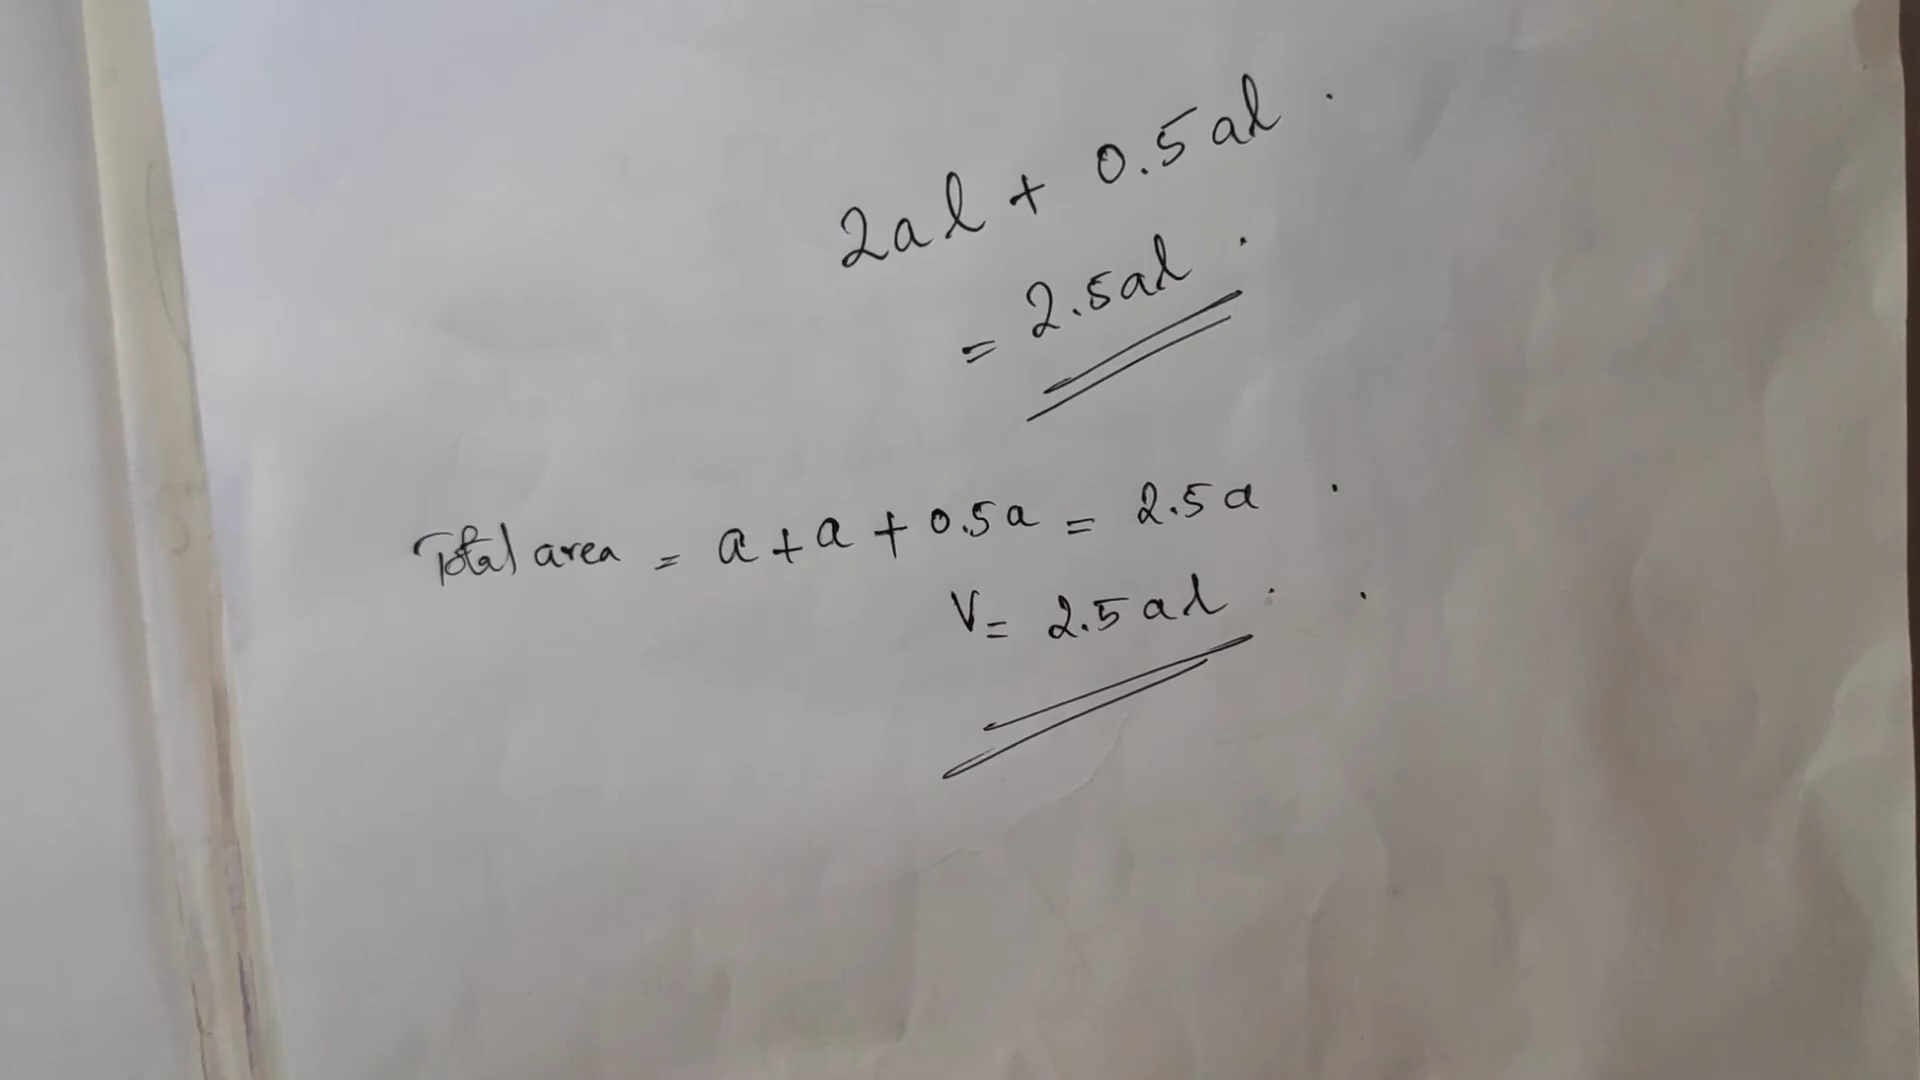 2al + 0.5al.
= 2.5al.
Total area = a + a + 0.5a = 2.5a.
V = 2.5al.